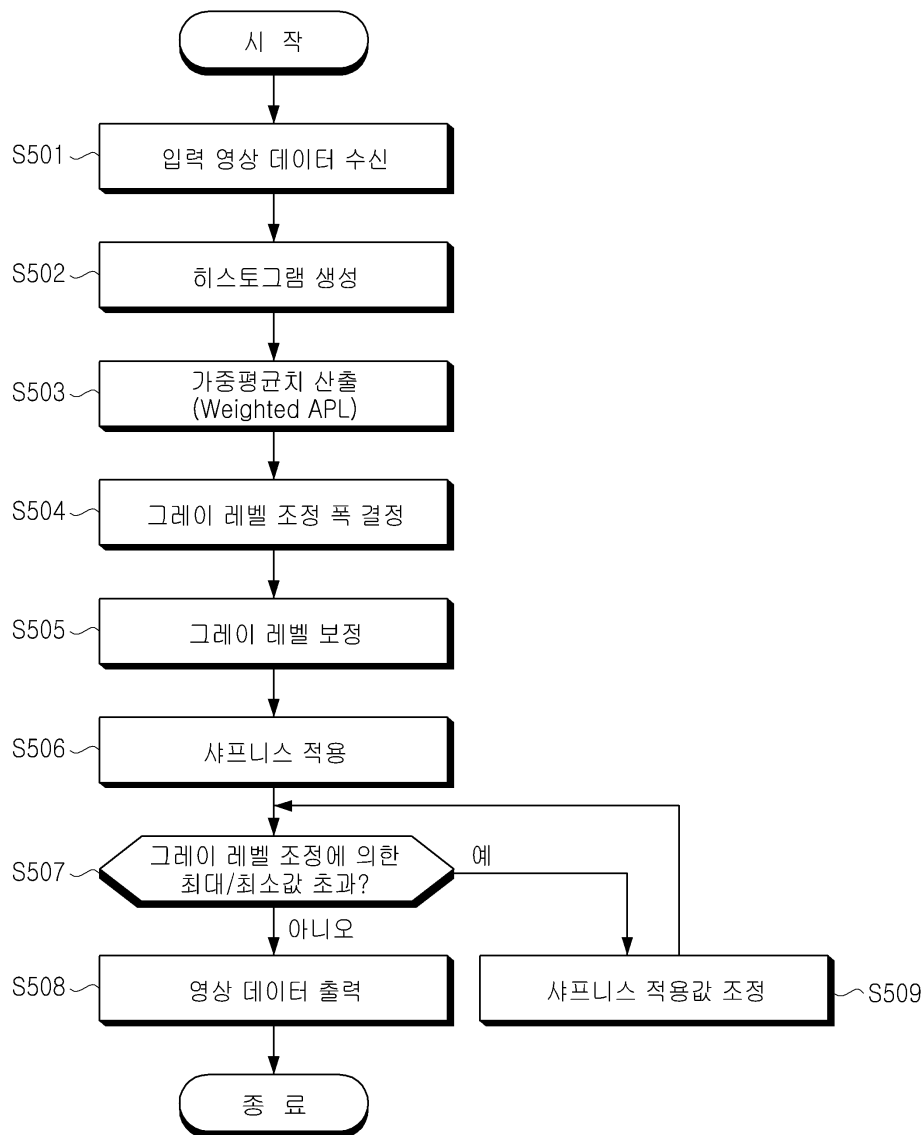 시 작
S501
입력 영상 데이터 수신
S502
히스토그램 생성
S503
가중평균치 산출
(Weighted APL)
S504
그레이 레벨 조정 폭 결정
S505
그레이 레벨 보정
S506
샤프니스 적용
S507
그레이 레벨 조정에 의한
최대/최소값 초과?
예
아니오
S508
영상 데이터 출력
샤프니스 적용값 조정
S509
종 료